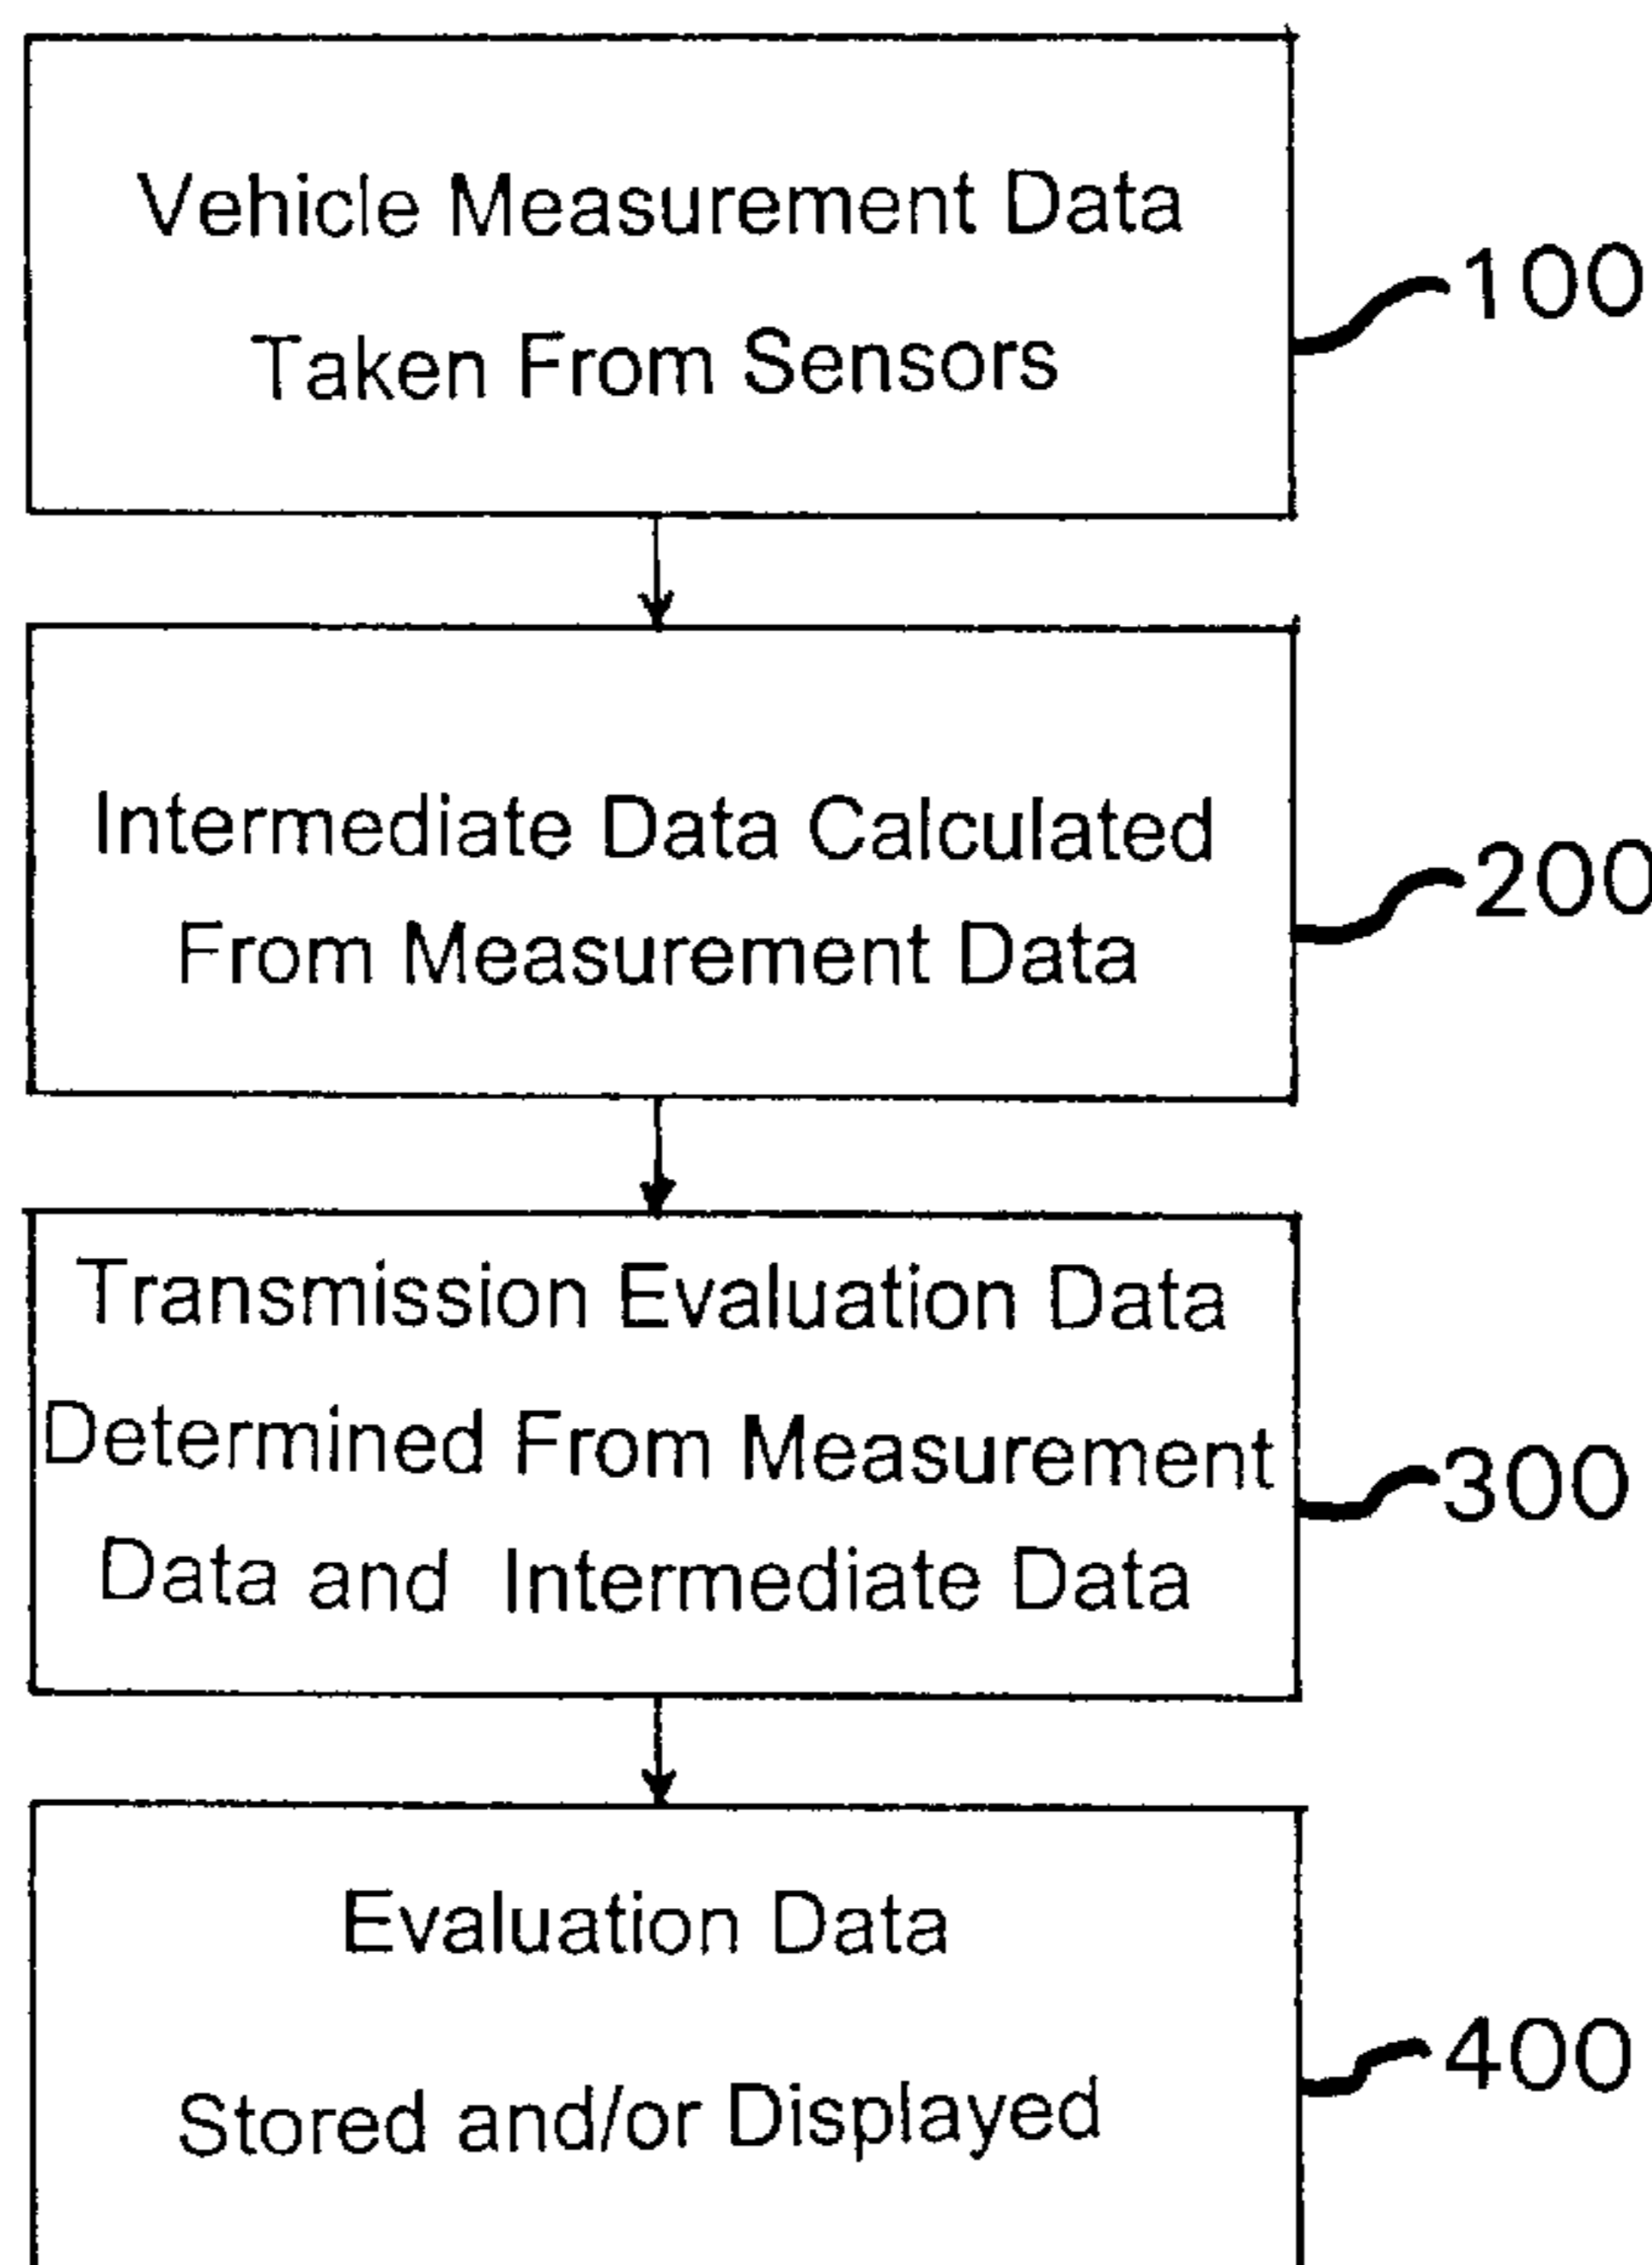 Vehicle Measurement Data
Taken From Sensors
100
Intermediate Data Calculated
From Measurement Data
200
Transmission Evaluation Data
Determined From Measurement
Data and Intermediate Data
300
Evaluation Data
Stored and/or Displayed
400